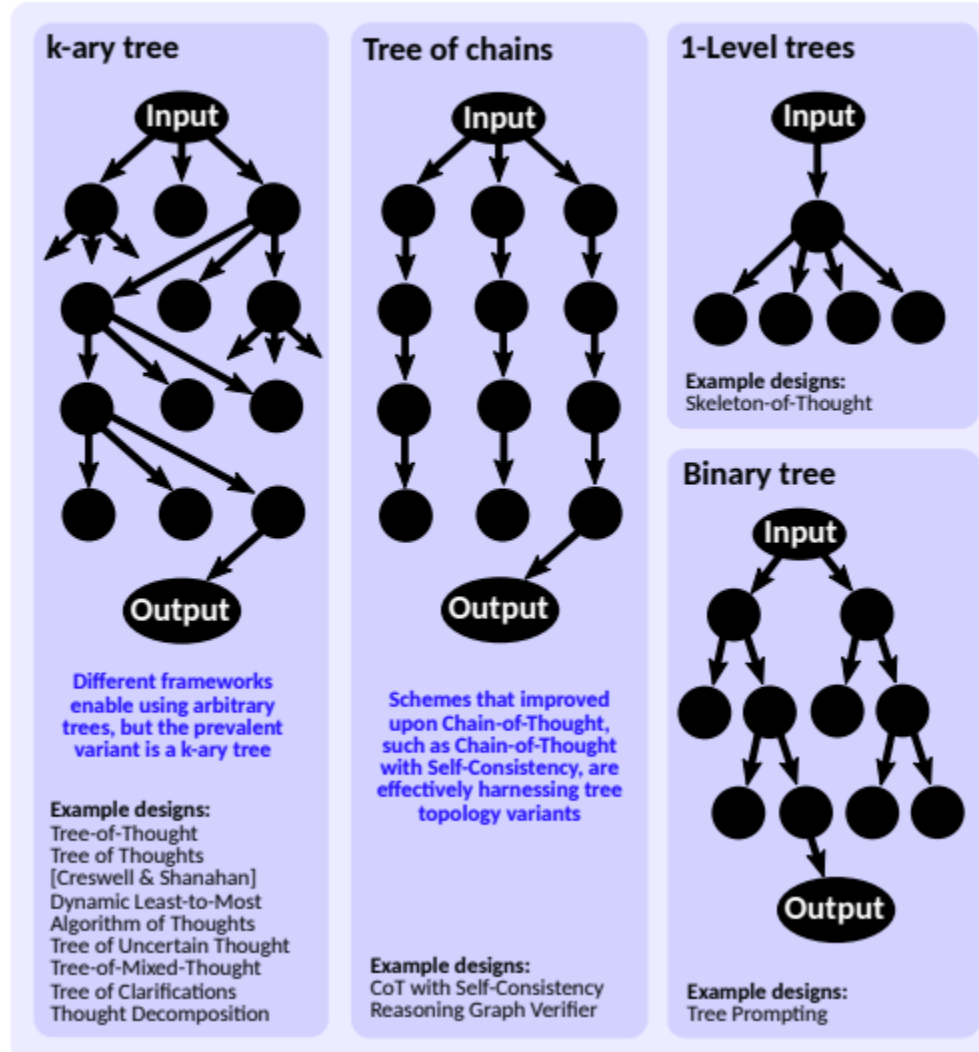 k-ary tree
Input
Output
Different frameworks
enable using arbitrary
trees, but the prevalent
variant is a k-ary tree
Example designs:
Tree-of-Thought
Tree of Thoughts
[Creswell & Shanahan]
Dynamic Least-to-Most
Algorithm of Thoughts
Tree of Uncertain Thought
Tree-of-Mixed-Thought
Tree of Clarifications
Thought Decomposition
Tree of chains
Input
Output
Schemes that improved
upon Chain-of-Thought,
such as Chain-of-Thought
with Self-Consistency, are
effectively harnessing tree
topology variants
Example designs:
CoT with Self-Consistency
Reasoning Graph Verifier
1-Level trees
Input
Example designs:
Skeleton-of-Thought
Binary tree
Input
Output
Example designs:
Tree Prompting